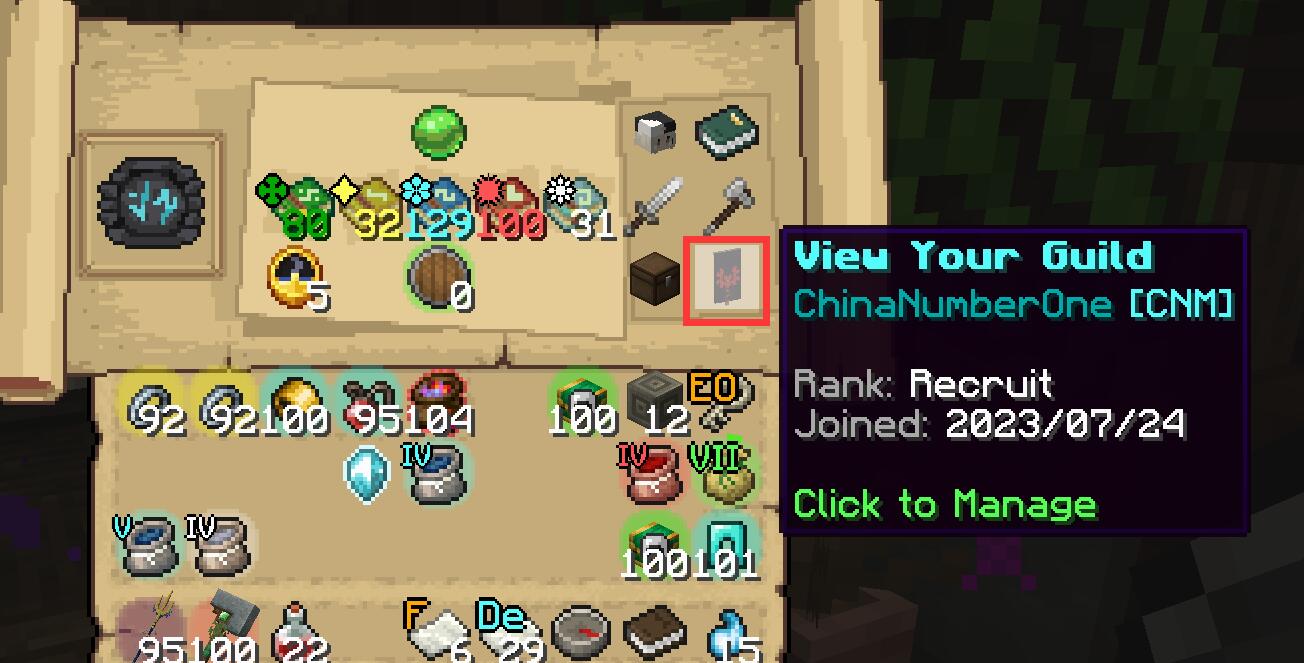 80 32 129 100 31
5 0
View Your Guild
ChinaNumberOne [CNM]
Rank: Recruit
Joined: 2023/07/24
Click to Manage
92 92 100 95 104 100 12 EO
IV IV VII
V IV
100 101
F De
95 100 22 6 29 15